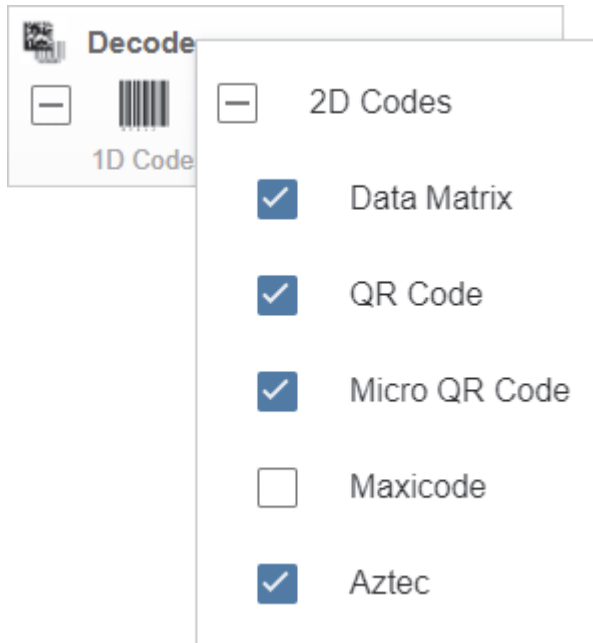 Decode
1D Code
2D Codes
Data Matrix
QR Code
Micro QR Code
Maxicode
Aztec